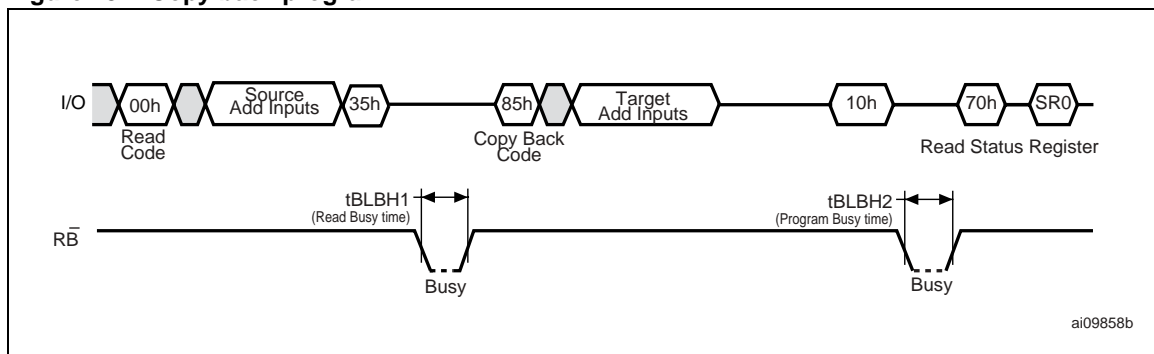 I/O
00h
Source
Add Inputs
35h
85h
Target
Add Inputs
10h
70h
SR0
Read
Code
Copy Back
Code
Read Status Register
tBLBH1
(Read Busy time)
tBLBH2
(Program Busy time)
RB̅
Busy
Busy
ai09858b